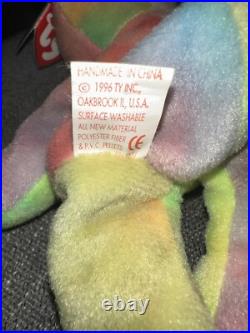 HANDMADE IN CHINA
© 1996 TY INC.,
OAKBROOK IL, U.S.A.
SURFACE WASHABLE
ALL NEW MATERIAL
POLYESTER FIBER
& P.V.C. PELLETS CE